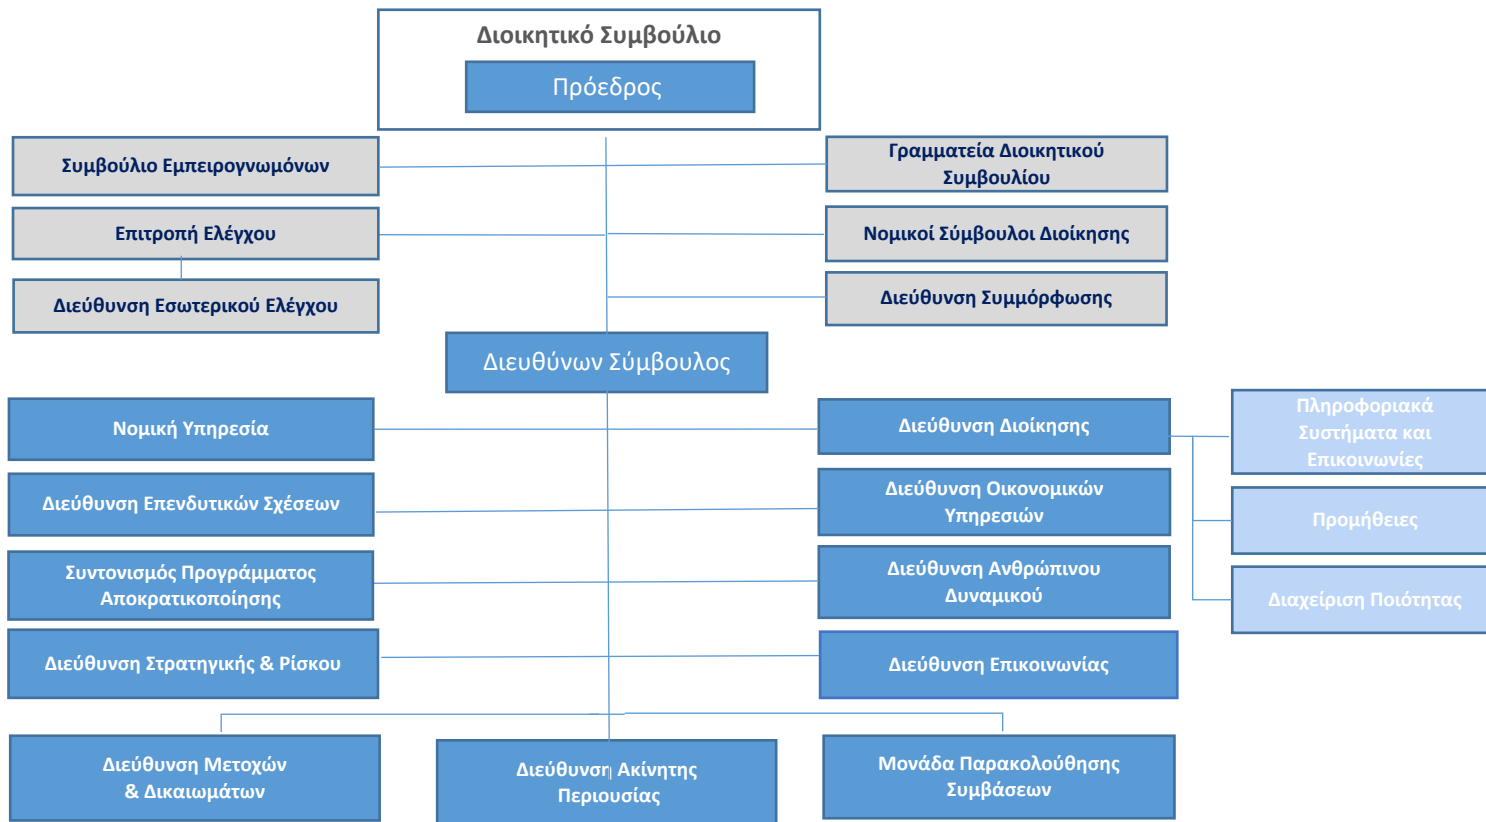 Διοικητικό Συμβούλιο
Πρόεδρος
Συμβούλιο Εμπειρογνωμόνων
Γραμματεία Διοικητικού
Συμβουλίου
Επιτροπή Ελέγχου
Νομικοί Σύμβουλοι Διοίκησης
Διεύθυνση Εσωτερικού Ελέγχου
Διεύθυνση Συμμόρφωσης
Διευθύνων Σύμβουλος
Νομική Υπηρεσία
Διεύθυνση Διοίκησης
Πληροφοριακά
Συστήματα και
Επικοινωνίες
Διεύθυνση Επενδυτικών Σχέσεων
Διεύθυνση Οικονομικών
Υπηρεσιών
Προμήθειες
Συντονισμός Προγράμματος
Αποκρατικοποίησης
Διεύθυνση Ανθρώπινου
Δυναμικού
Διαχείριση Ποιότητας
Διεύθυνση Στρατηγικής & Ρίσκου
Διεύθυνση Επικοινωνίας
Διεύθυνση Μετοχών
& Δικαιωμάτων
Διεύθυνση Ακίνητης
Περιουσίας
Μονάδα Παρακολούθησης
Συμβάσεων